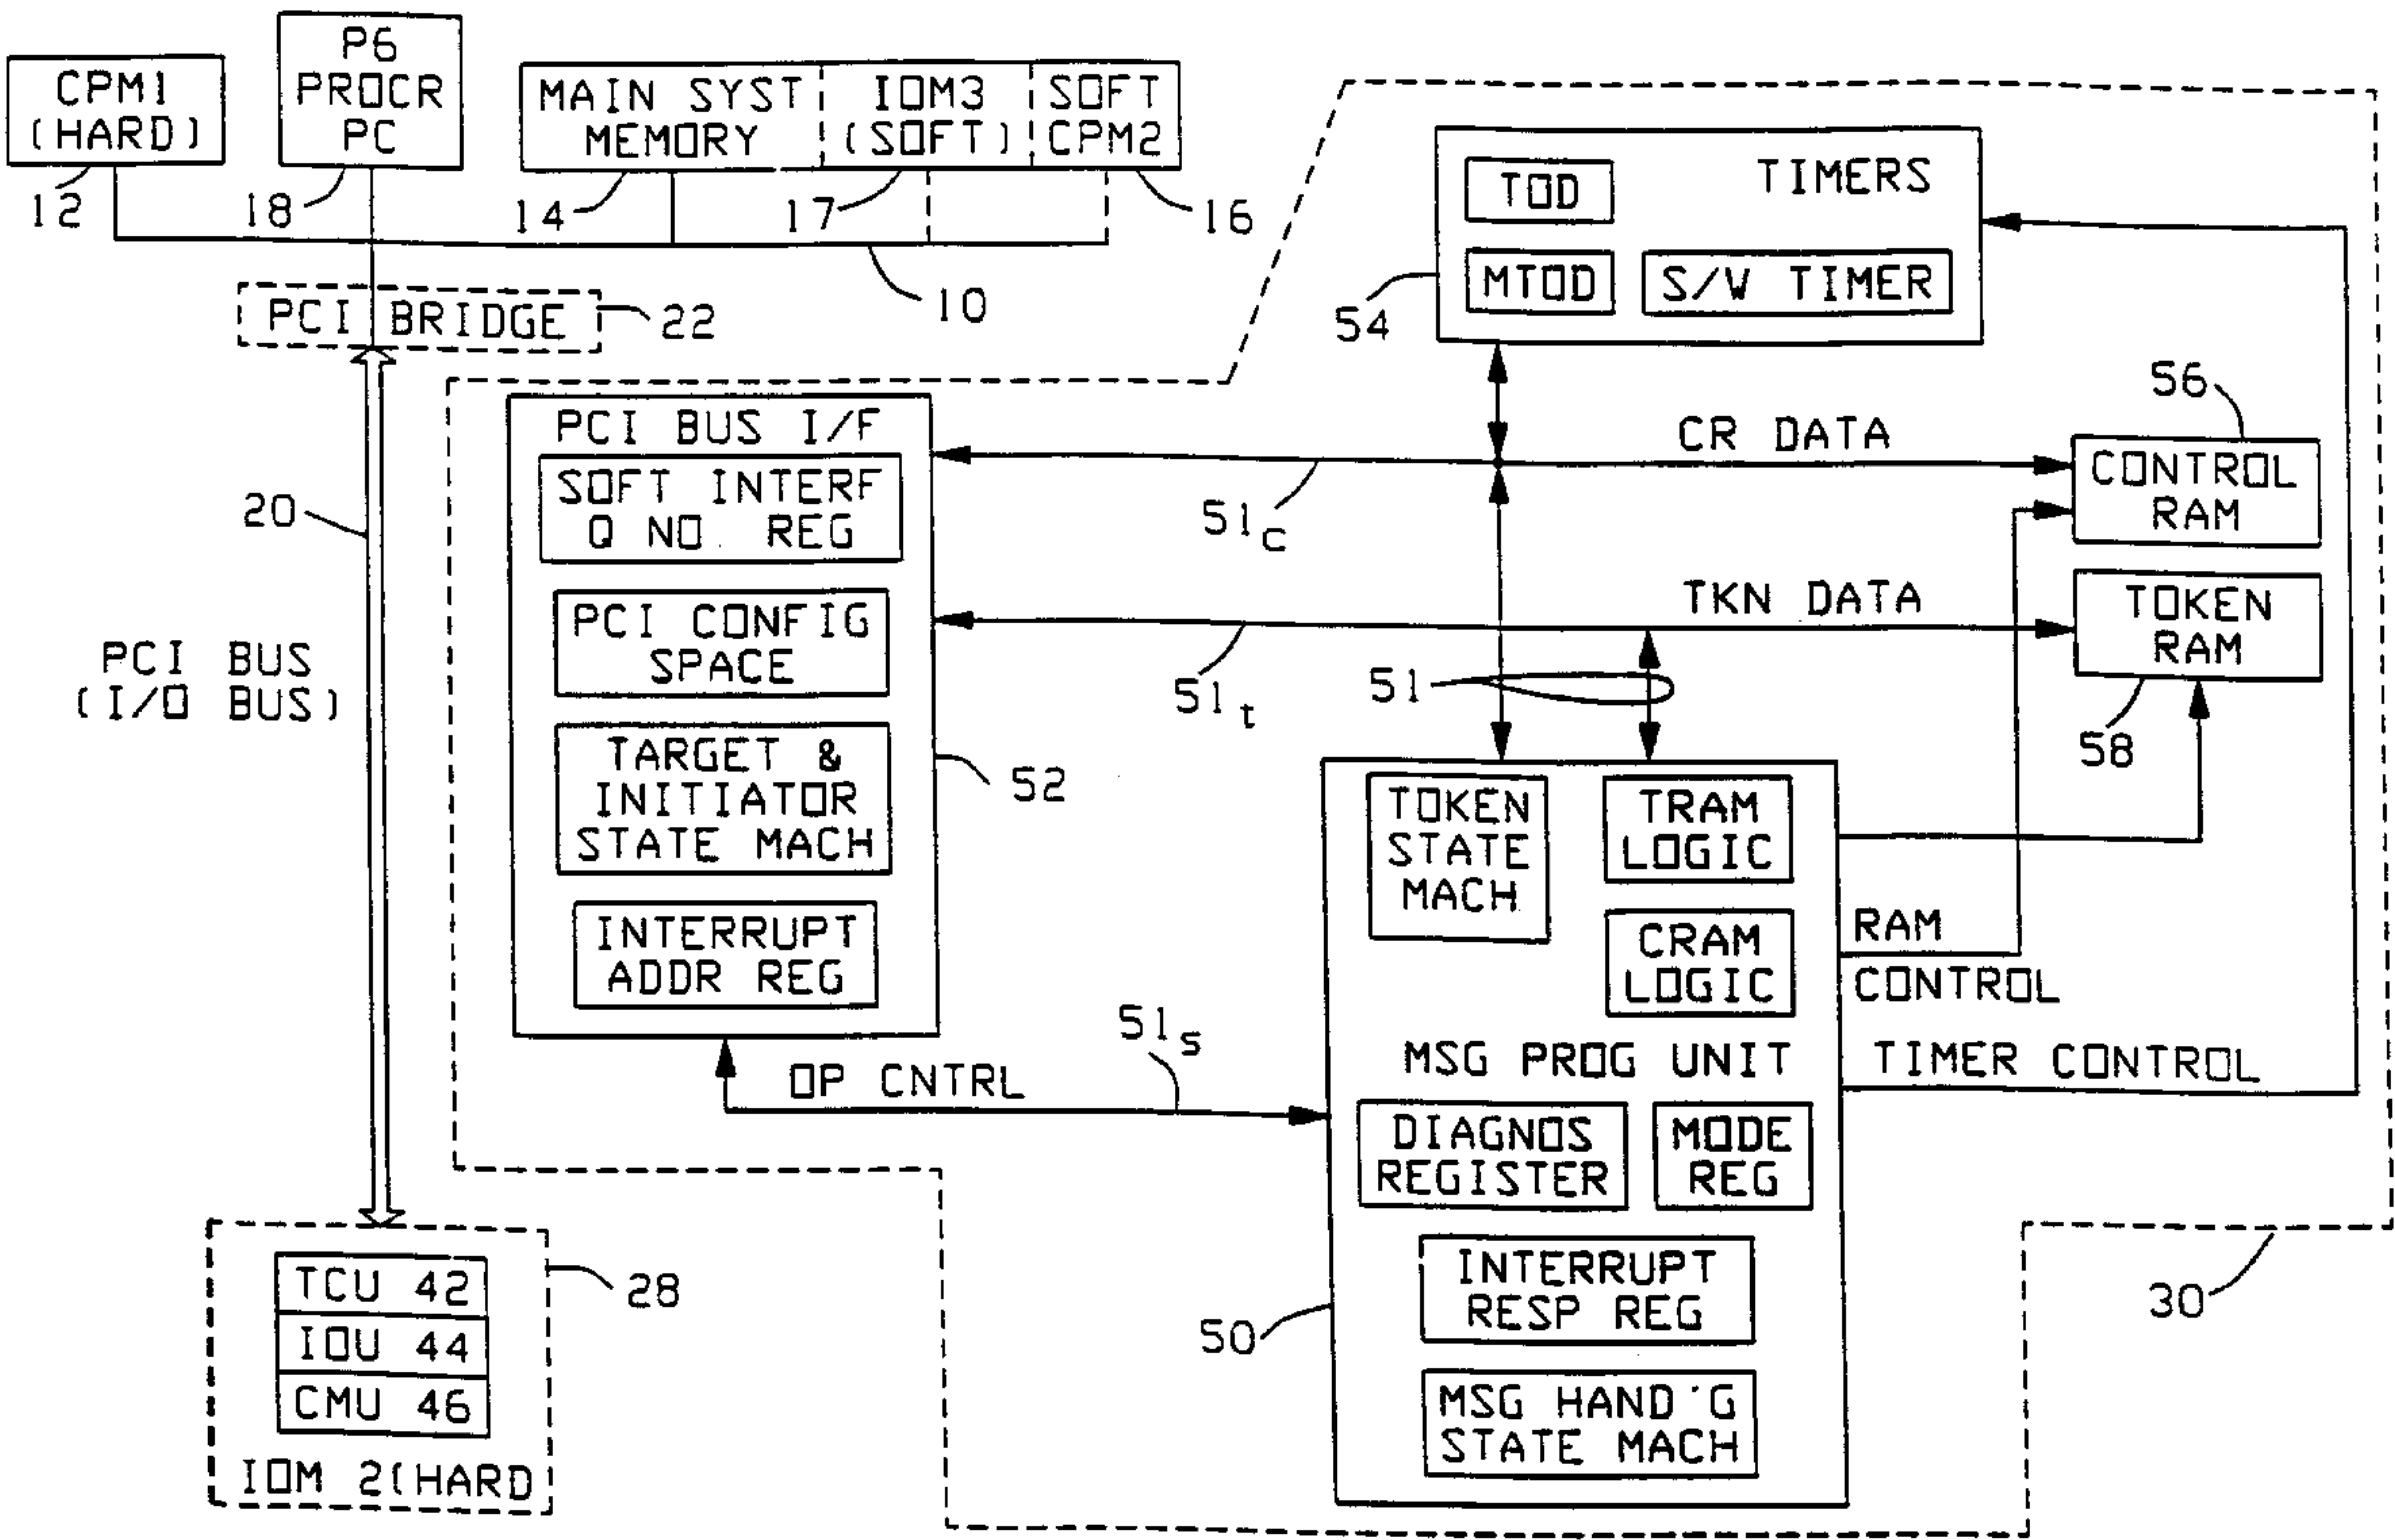 CPM1
(HARD)
12
P6
PROCR
PC
18
MAIN SYST
MEMORY
14
IOM3
(SOFT)
17
SOFT
CPM2
16
10
PCI BRIDGE
22
20
PCI BUS
(I/O BUS)
TCU 42
IOU 44
CMU 46
IOM 2(HARD
28
PCI BUS I/F
SOFT INTERF
Q NO. REG
PCI CONFIG
SPACE
TARGET &
INITIATOR
STATE MACH
INTERRUPT
ADDR REG
52
TOD
TIMERS
MTOD
S/W TIMER
54
CR DATA
51c
56
CONTROL
RAM
TKN DATA
51t
51
TOKEN
RAM
58
TOKEN
STATE
MACH
TRAM
LOGIC
CRAM
LOGIC
RAM
CONTROL
MSG PROG UNIT
TIMER CONTROL
OP CNTRL
51s
DIAGNOS
REGISTER
MODE
REG
INTERRUPT
RESP REG
MSG HAND'G
STATE MACH
50
30